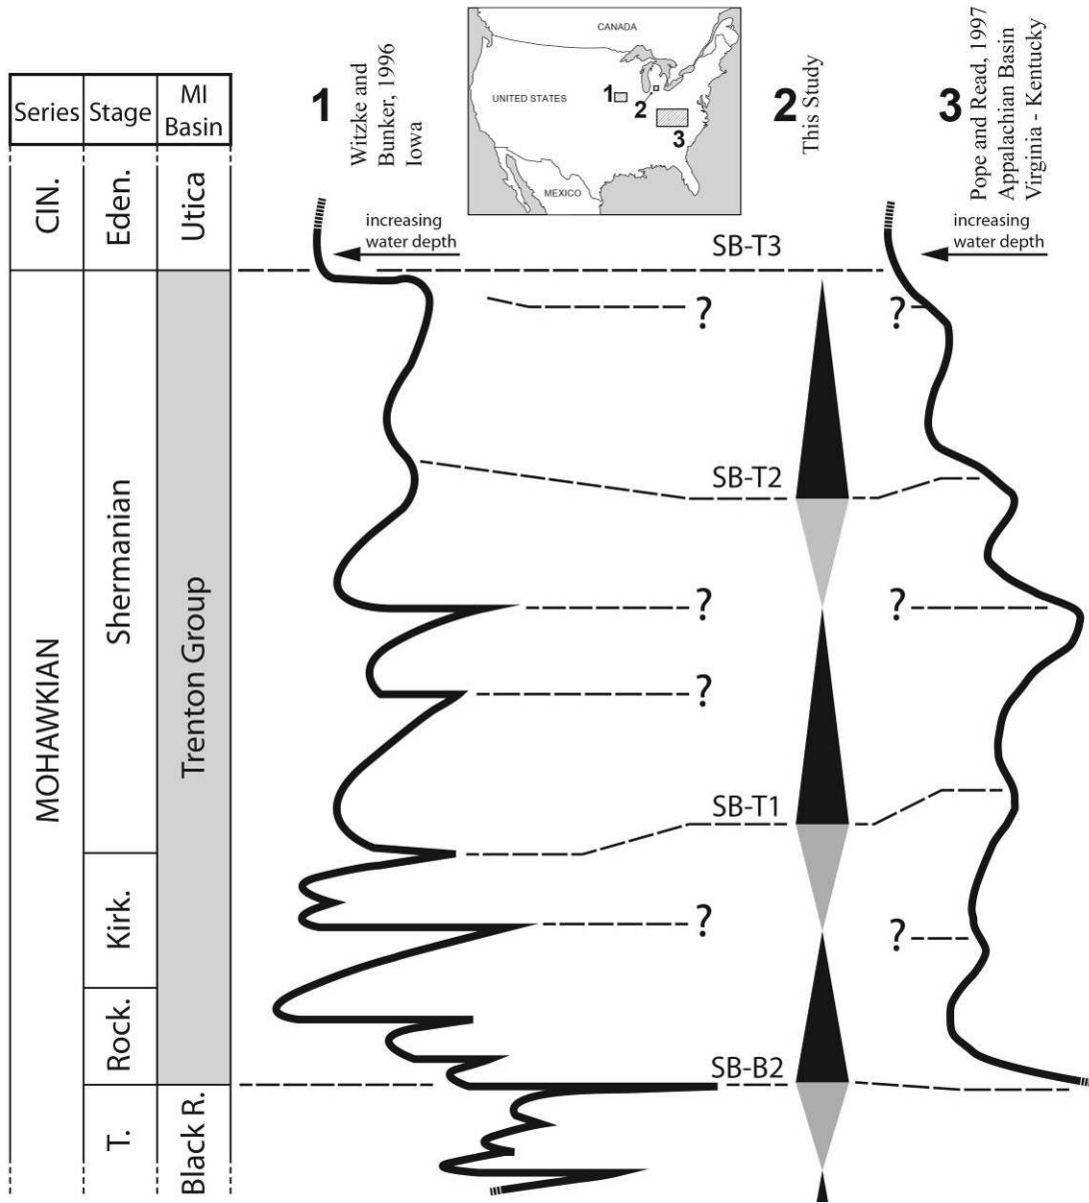 Series
Stage
MI
Basin
CIN.
Eden.
Utica
MOHAWKIAN
Shermanian
Kirk.
Rock.
T.
Trenton Group
Black R.
1
Witzke and
Bunker, 1996
Iowa
CANADA
UNITED STATES
MEXICO
1
2
3
2
This Study
3
Pope and Read, 1997
Appalachian Basin
Virginia - Kentucky
increasing
water depth
increasing
water depth
SB-T3
?
?
SB-T2
?
?
?
SB-T1
?
?
SB-B2